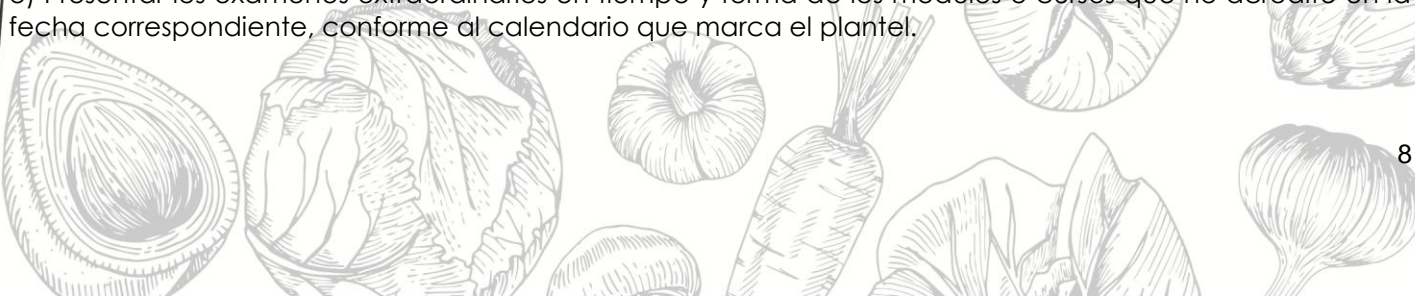 Presentar los exámenes extraordinarios en tiempo y forma de los módulos o cursos que no acreditó en la
fecha correspondiente, conforme al calendario que marca el plantel.
8